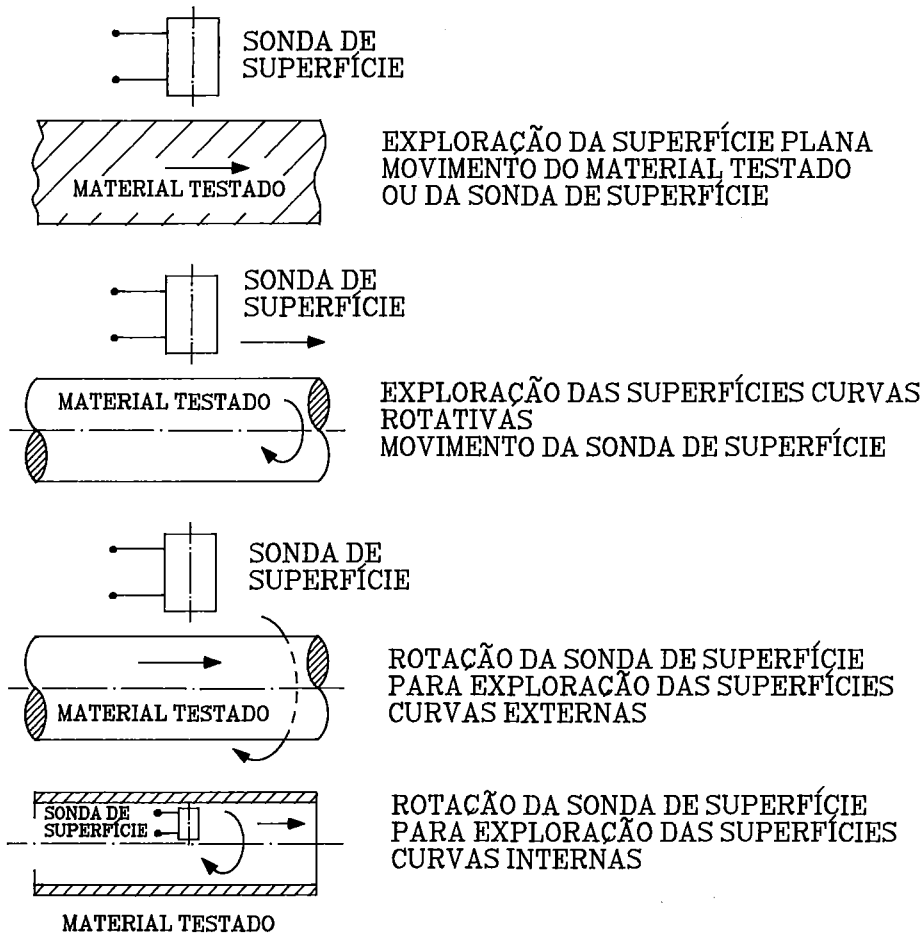 SONDA DE
SUPERFÍCIE
MATERIAL TESTADO
EXPLORAÇÃO DA SUPERFÍCIE PLANA
MOVIMENTO DO MATERIAL TESTADO
OU DA SONDA DE SUPERFÍCIE
SONDA DE
SUPERFÍCIE
MATERIAL TESTADO
EXPLORAÇÃO DAS SUPERFÍCIES CURVAS
ROTATIVAS
MOVIMENTO DA SONDA DE SUPERFÍCIE
SONDA DE
SUPERFÍCIE
MATERIAL TESTADO
ROTAÇÃO DA SONDA DE SUPERFÍCIE
PARA EXPLORAÇÃO DAS SUPERFÍCIES
CURVAS EXTERNAS
SONDA DE
SUPERFÍCIE
ROTAÇÃO DA SONDA DE SUPERFÍCIE
PARA EXPLORAÇÃO DAS SUPERFÍCIES
CURVAS INTERNAS
MATERIAL TESTADO